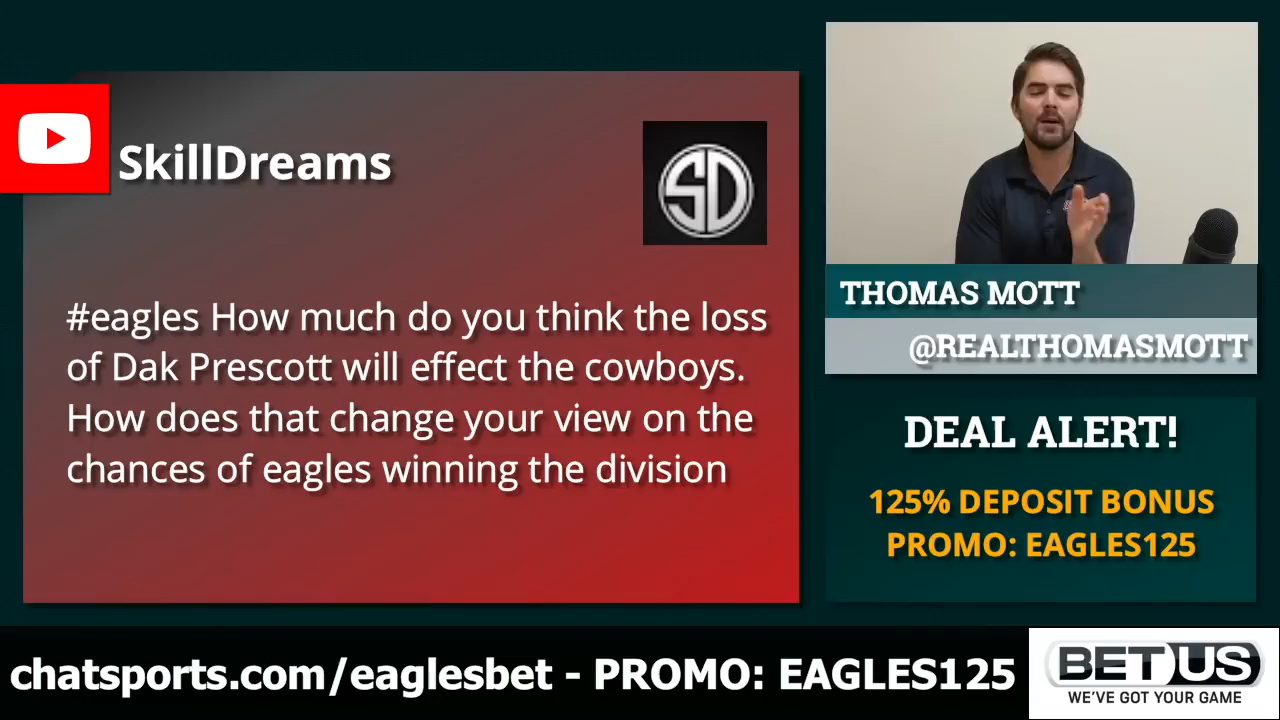 SkillDreams
SD
#eagles How much do you think the loss
of Dak Prescott will effect the cowboys.
How does that change your view on the
chances of eagles winning the division
THOMAS MOTT
@REALTHOMASMOTT
DEAL ALERT!
125% DEPOSIT BONUS
PROMO: EAGLES125
chatsports.com/eaglesbet - PROMO: EAGLES125
BETUS
WE'VE GOT YOUR GAME